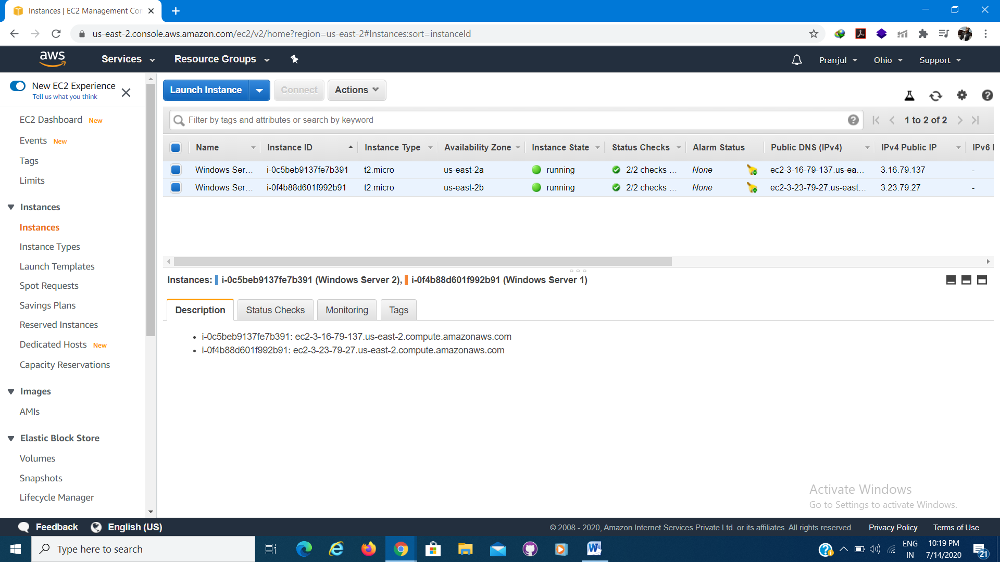 Instances | EC2 Management Con
us-east-2.console.aws.amazon.com/ec2/v2/home?region=us-east-2#Instances:sort=instanceId
aws Services Resource Groups Pranjul Ohio Support
New EC2 Experience
Tell us what you think
EC2 Dashboard New
Events New
Tags
Limits
Instances
Instances
Instance Types
Launch Templates
Spot Requests
Savings Plans
Reserved Instances
Dedicated Hosts New
Capacity Reservations
Images
AMIs
Elastic Block Store
Volumes
Snapshots
Lifecycle Manager
Launch Instance Connect Actions
Filter by tags and attributes or search by keyword 1 to 2 of 2
Name Instance ID Instance Type Availability Zone Instance State Status Checks Alarm Status Public DNS (IPv4) IPv4 Public IP IPv6
Windows Ser... i-0c5beb9137fe7b391 t2.micro us-east-2a running 2/2 checks ... None ec2-3-16-79-137.us-ea... 3.16.79.137 -
Windows Ser... i-0f4b88d601f992b91 t2.micro us-east-2b running 2/2 checks ... None ec2-3-23-79-27.us-east... 3.23.79.27 -
Instances: i-0c5beb9137fe7b391 (Windows Server 2), i-0f4b88d601f992b91 (Windows Server 1)
Description Status Checks Monitoring Tags
• i-0c5beb9137fe7b391: ec2-3-16-79-137.us-east-2.compute.amazonaws.com
• i-0f4b88d601f992b91: ec2-3-23-79-27.us-east-2.compute.amazonaws.com
Activate Windows
Go to Settings to activate Windows.
Feedback English (US) © 2008 - 2020, Amazon Internet Services Private Ltd. or its affiliates. All rights reserved. Privacy Policy Terms of Use
Type here to search
ENG
IN
10:19 PM
7/14/2020
21